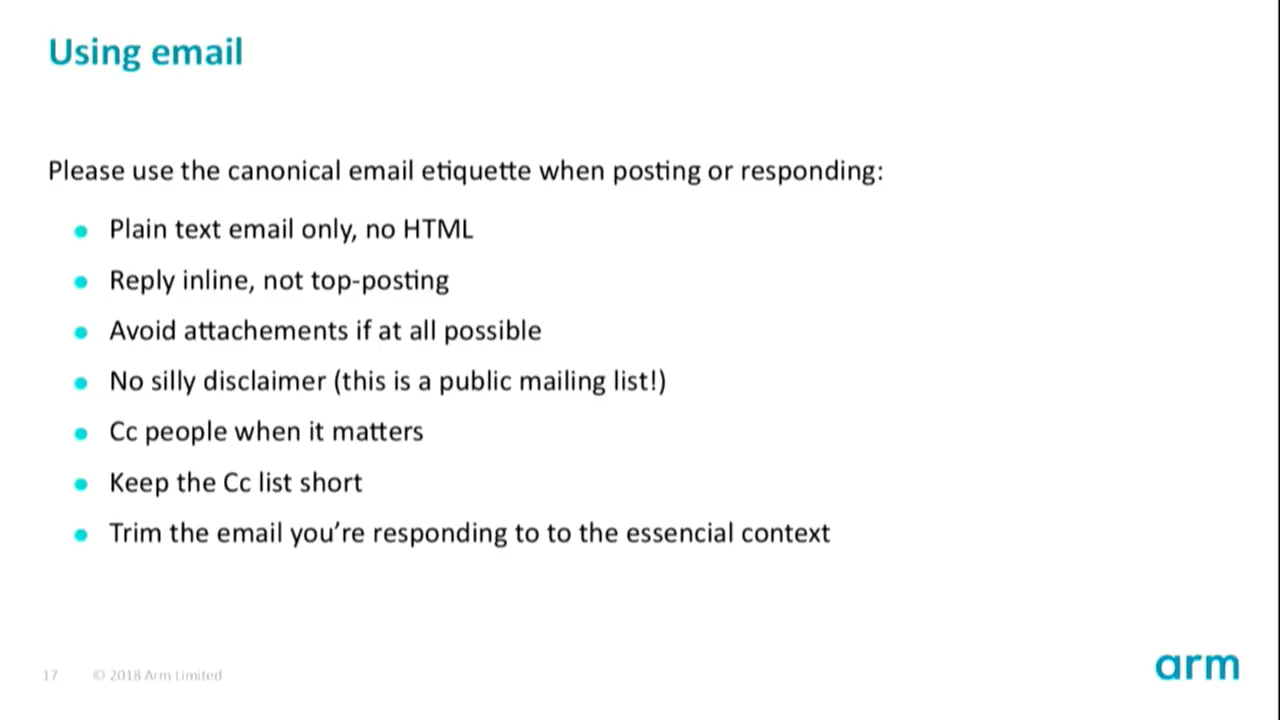 Using email
Please use the canonical email etiquette when posting or responding:
● Plain text email only, no HTML
● Reply inline, not top-posting
● Avoid attachements if at all possible
● No silly disclaimer (this is a public mailing list!)
● Cc people when it matters
● Keep the Cc list short
● Trim the email you’re responding to to the essencial context
17 © 2018 Arm Limited
arm